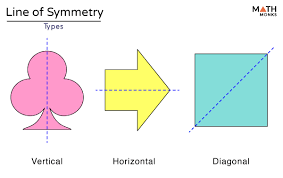 Line of Symmetry
Types
MATH
MONKS
Vertical
Horizontal
Diagonal